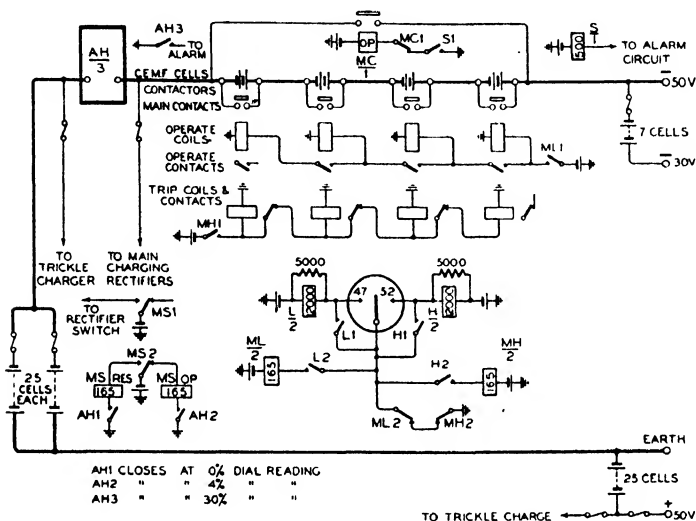 AH3
TO ALARM
AH
3
CEMF CELLS
CONTACTORS
MAIN CONTACTS
OP
MC1
S1
MC
1
S
1
500
TO ALARM CIRCUIT
− 50V
7 CELLS
− 30V
OPERATE COILS-
OPERATE CONTACTS
ML1
TRIP COILS & CONTACTS
MH1
TO TRICKLE CHARGER
TO MAIN CHARGING RECTIFIERS
TO RECTIFIER SWITCH
MS1
5000
2000
L
2
47
52
5000
2000
H
2
L1
H1
ML
2
165
L2
H2
MH
2
165
ML2
MH2
MS2
MS RES
165
MS OP
165
AH1
AH2
25 CELLS EACH
EARTH
AH1 CLOSES AT 0% DIAL READING
AH2 " " 4% " "
AH3 " " 30% " "
25 CELLS
TO TRICKLE CHARGE
+ 50V